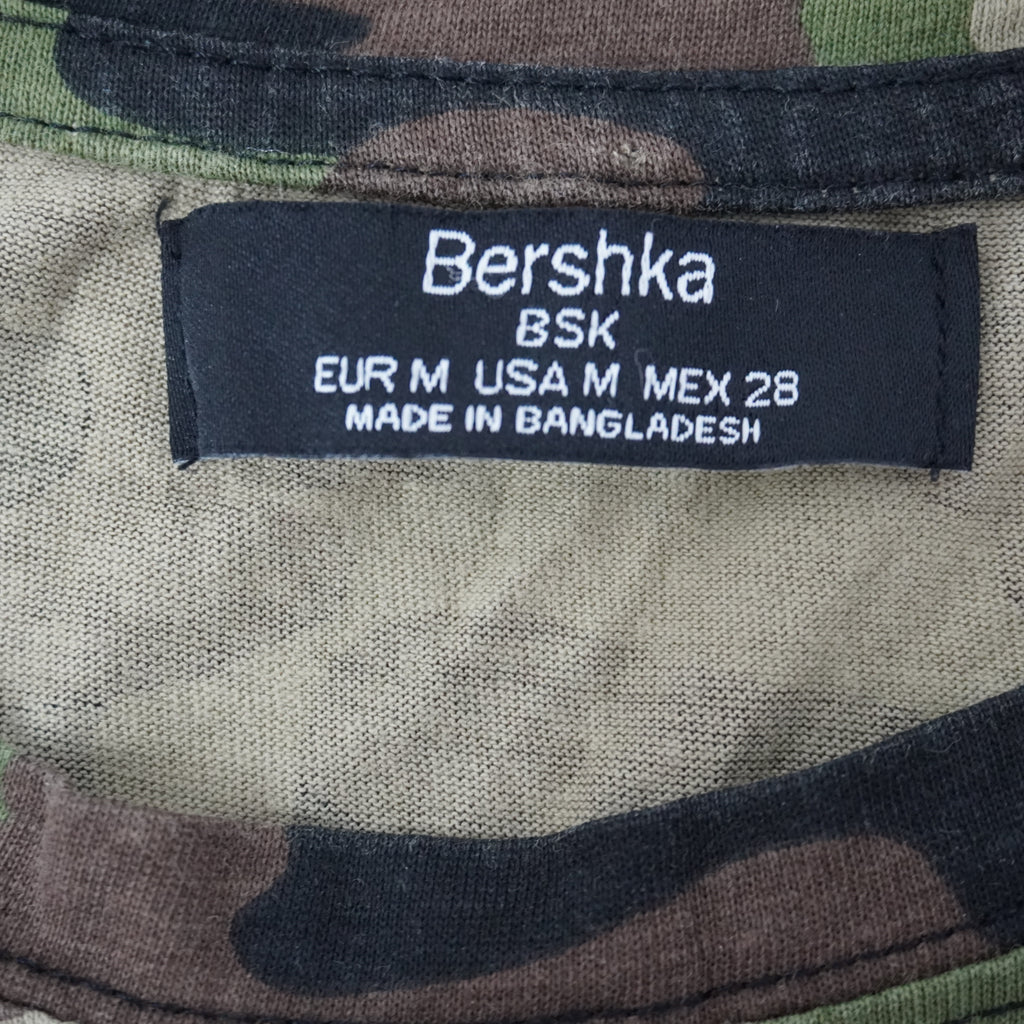 Bershka
BSK
EUR M USA M MEX 28
MADE IN BANGLADESH